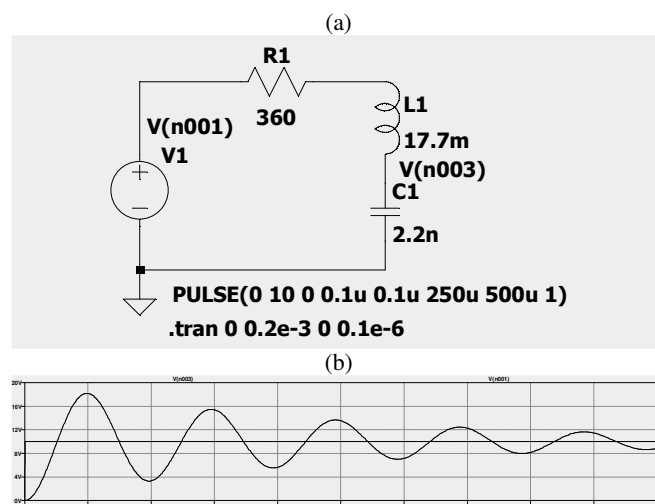 (a)
R1
360
L1
17.7m
V(n001)
V1
V(n003)
C1
2.2n
PULSE(0 10 0 0.1u 0.1u 250u 500u 1)
.tran 0 0.2e-3 0 0.1e-6
(b)
V(n003) V(n001)
20V
16V
12V
8V
4V
0V